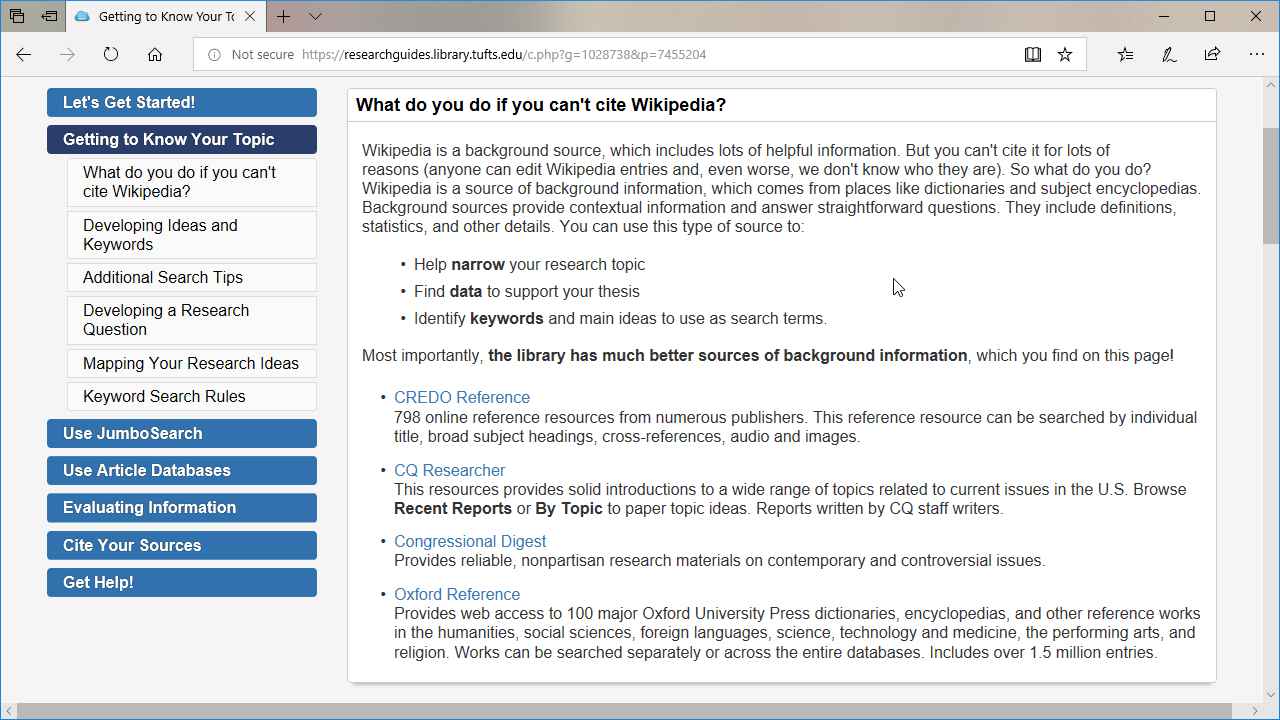 Getting to Know Your To
Not secure https://researchguides.library.tufts.edu/c.php?g=1028738&p=7455204
Let's Get Started!
Getting to Know Your Topic
What do you do if you can't
cite Wikipedia?
Developing Ideas and
Keywords
Additional Search Tips
Developing a Research
Question
Mapping Your Research Ideas
Keyword Search Rules
Use JumboSearch
Use Article Databases
Evaluating Information
Cite Your Sources
Get Help!
What do you do if you can't cite Wikipedia?
Wikipedia is a background source, which includes lots of helpful information. But you can't cite it for lots of
reasons (anyone can edit Wikipedia entries and, even worse, we don't know who they are). So what do you do?
Wikipedia is a source of background information, which comes from places like dictionaries and subject encyclopedias.
Background sources provide contextual information and answer straightforward questions. They include definitions,
statistics, and other details. You can use this type of source to:
• Help narrow your research topic
• Find data to support your thesis
• Identify keywords and main ideas to use as search terms.
Most importantly, the library has much better sources of background information, which you find on this page!
• CREDO Reference
798 online reference resources from numerous publishers. This reference resource can be searched by individual
title, broad subject headings, cross-references, audio and images.
• CQ Researcher
This resources provides solid introductions to a wide range of topics related to current issues in the U.S. Browse
Recent Reports or By Topic to paper topic ideas. Reports written by CQ staff writers.
• Congressional Digest
Provides reliable, nonpartisan research materials on contemporary and controversial issues.
• Oxford Reference
Provides web access to 100 major Oxford University Press dictionaries, encyclopedias, and other reference works
in the humanities, social sciences, foreign languages, science, technology and medicine, the performing arts, and
religion. Works can be searched separately or across the entire databases. Includes over 1.5 million entries.